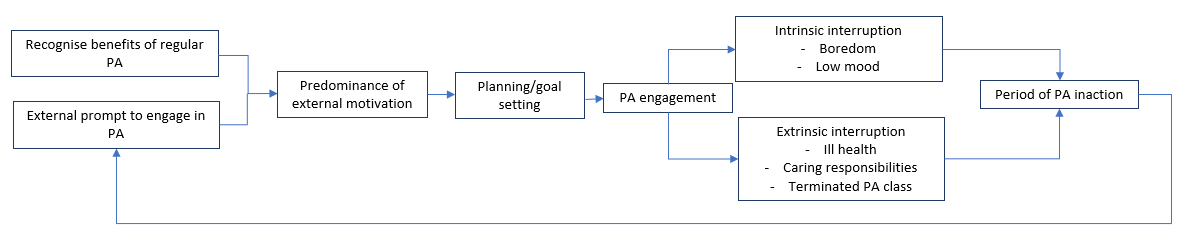 Recognise benefits of regular
PA
External prompt to engage in
PA
Predominance of
external motivation
Planning/goal
setting
PA engagement
Intrinsic interruption
- Boredom
- Low mood
Extrinsic interruption
- Ill health
- Caring responsibilities
- Terminated PA class
Period of PA inaction